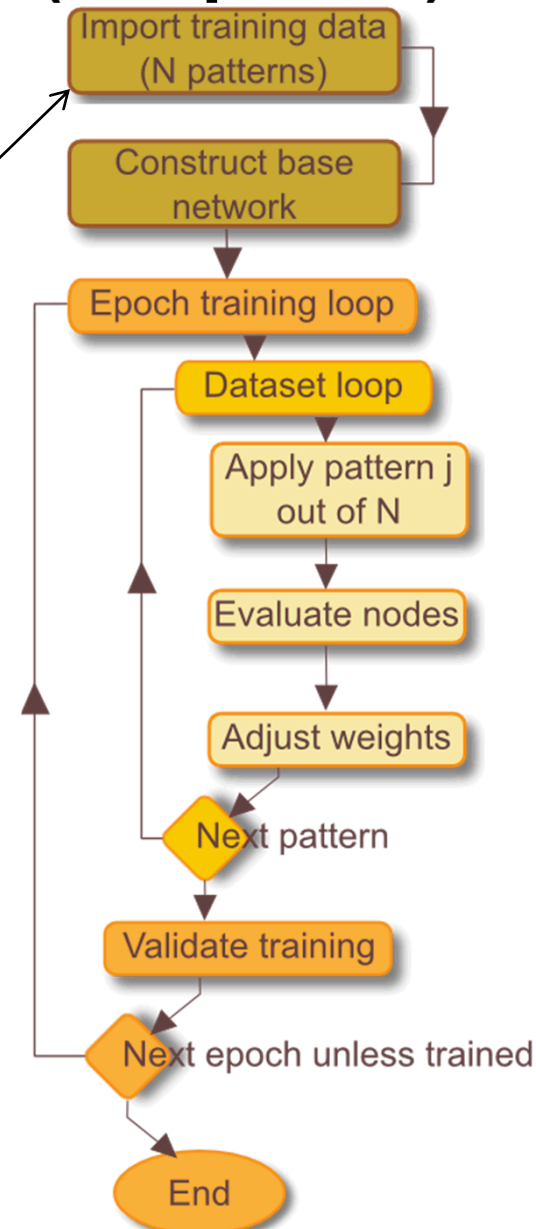 Import training data
(N patterns)
Construct base
network
Epoch training loop
Dataset loop
Apply pattern j
out of N
Evaluate nodes
Adjust weights
Next pattern
Validate training
Next epoch unless trained
End